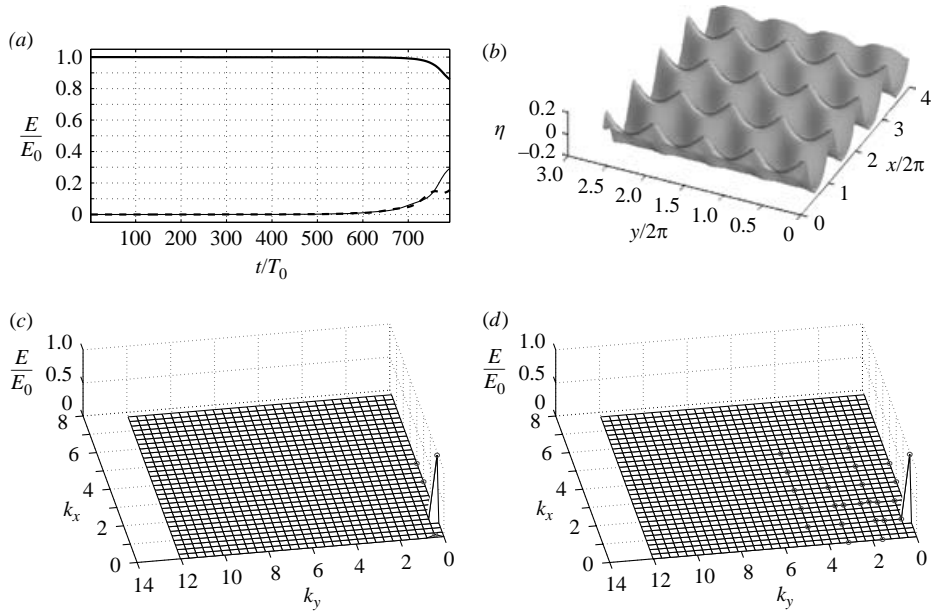 (a)
1.0
0.8
0.6
0.4
0.2
0
E
E0
100 200 300 400 500 600 700
t/T0
(b)
0.2
0
–0.2
η
3.0 2.5 2.0 1.5 1.0 0.5 0
y/2π
0 1 2 3 4
x/2π
(c)
1.0
0.5
0
E
E0
8
6
4
2
0
kx
14 12 10 8 6 4 2 0
ky
(d)
1.0
0.5
0
E
E0
8
6
4
2
0
kx
14 12 10 8 6 4 2 0
ky